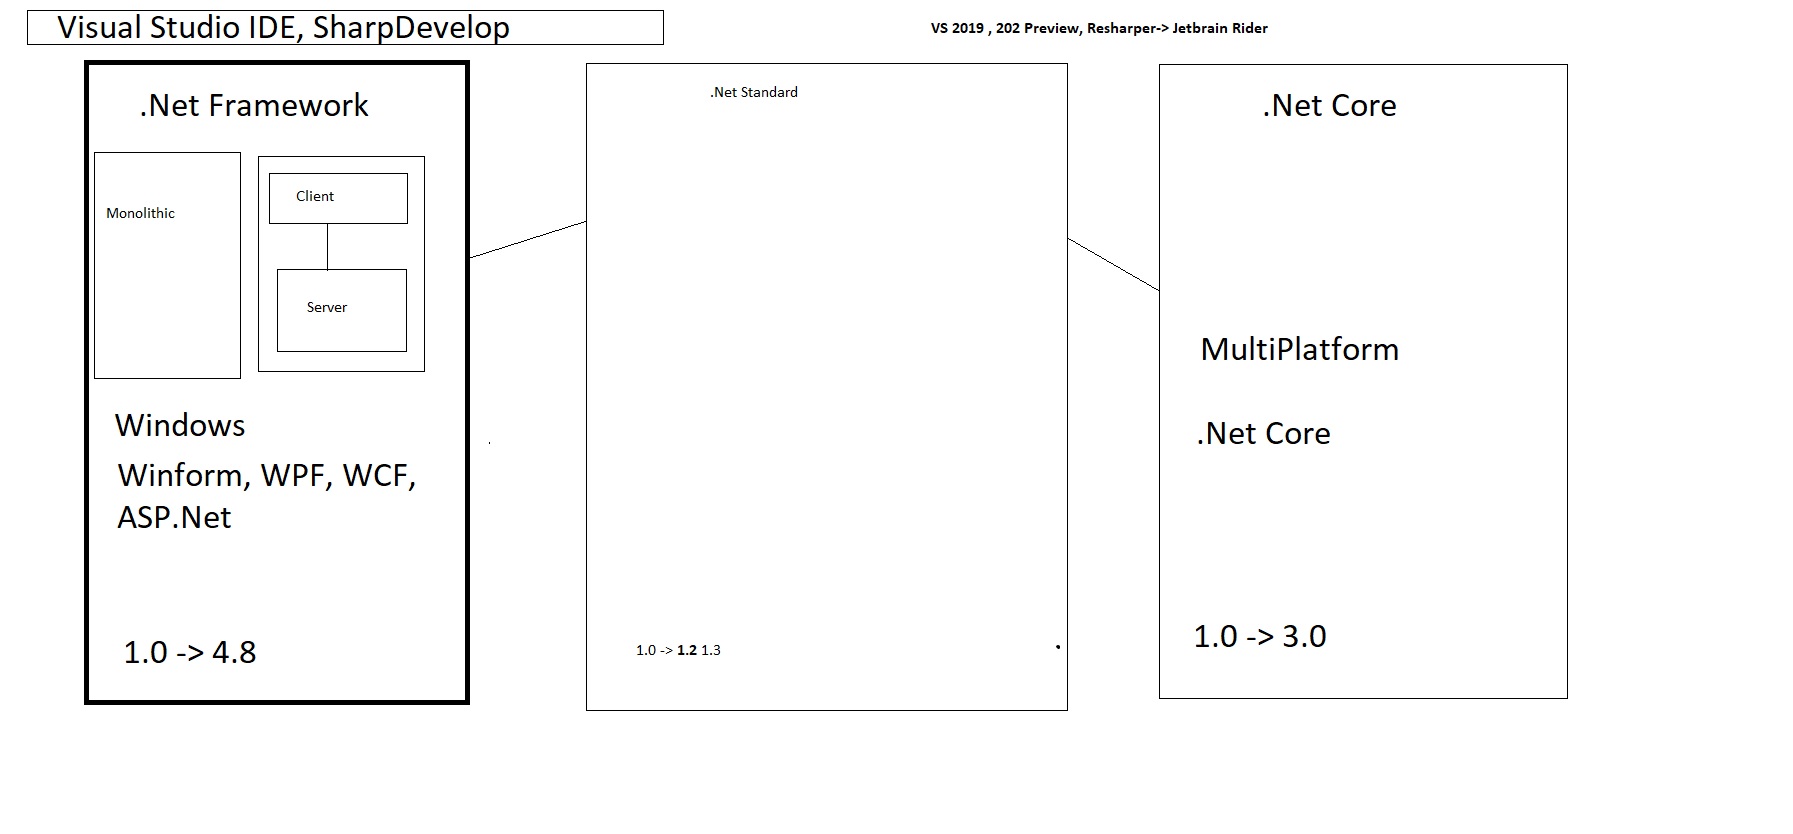 Visual Studio IDE, SharpDevelop
VS 2019 , 202 Preview, Resharper-> Jetbrain Rider
.Net Framework
Monolithic
Client
Server
Windows
Winform, WPF, WCF,
ASP.Net
1.0 -> 4.8
.Net Standard
1.0 -> 1.2 1.3
.Net Core
MultiPlatform
.Net Core
1.0 -> 3.0